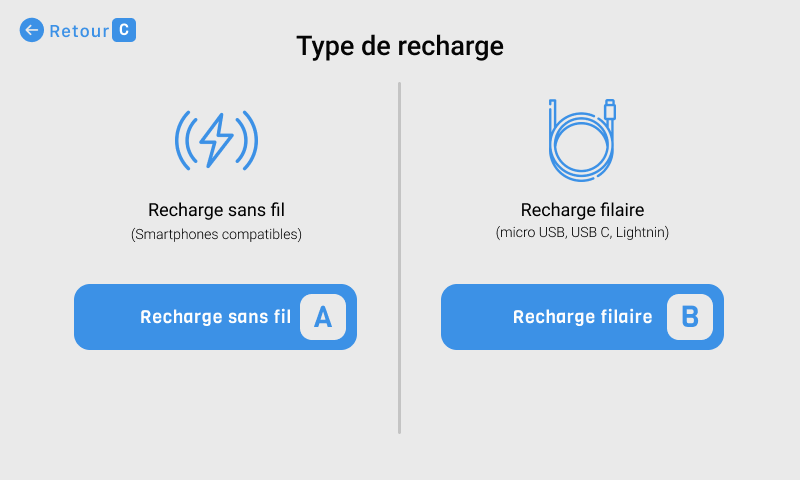 Retour C
Type de recharge
Recharge sans fil
(Smartphones compatibles)
Recharge sans fil A
Recharge filaire
(micro USB, USB C, Lightnin)
Recharge filaire B